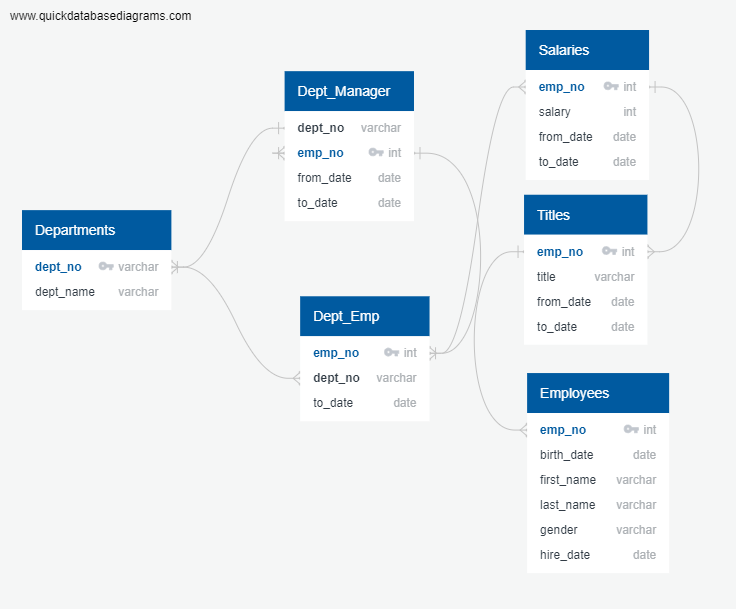 www.quickdatabasediagrams.com
Departments
dept_no varchar
dept_name varchar
Dept_Manager
dept_no varchar
emp_no int
from_date date
to_date date
Dept_Emp
emp_no int
dept_no varchar
to_date date
Salaries
emp_no int
salary int
from_date date
to_date date
Titles
emp_no int
title varchar
from_date date
to_date date
Employees
emp_no int
birth_date date
first_name varchar
last_name varchar
gender varchar
hire_date date